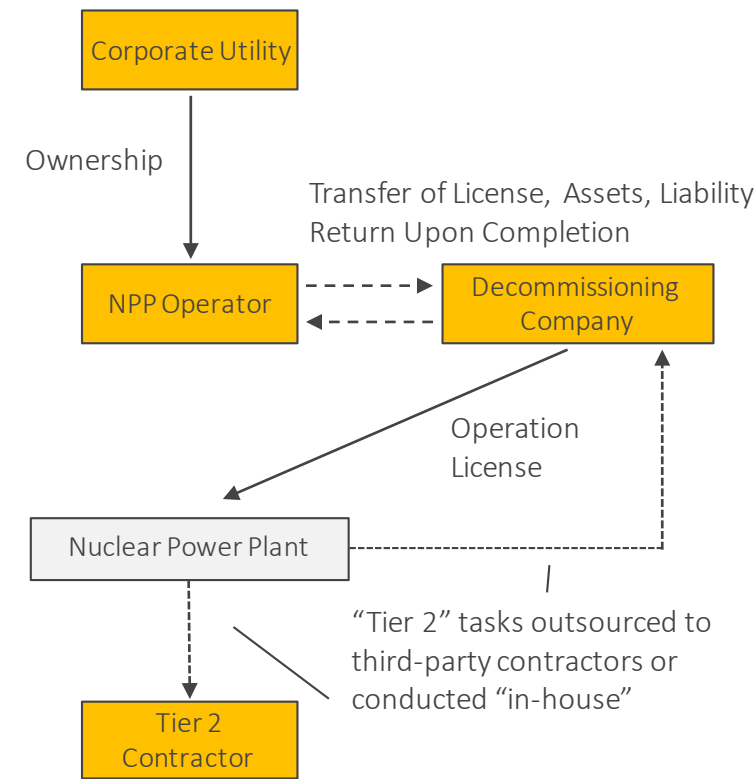 Corporate Utility
Ownership
Transfer of License, Assets, Liability
Return Upon Completion
NPP Operator
Decommissioning
Company
Operation
License
Nuclear Power Plant
“Tier 2” tasks outsourced to
third-party contractors or
conducted “in-house”
Tier 2
Contractor